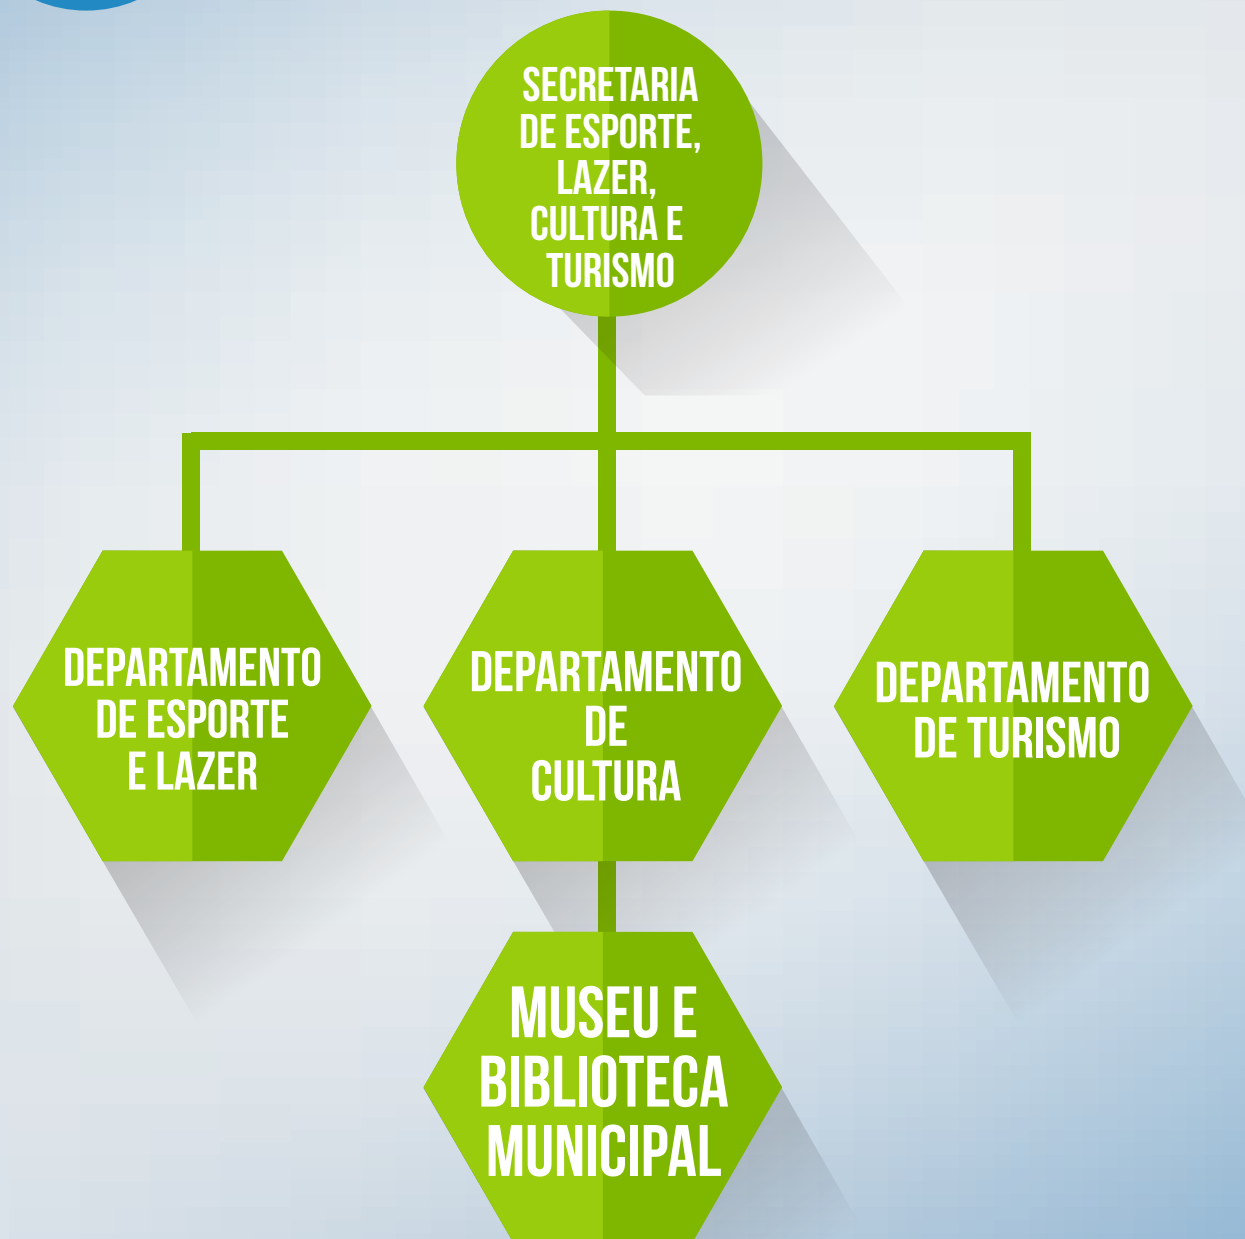 SECRETARIA
DE ESPORTE,
LAZER,
CULTURA E
TURISMO
DEPARTAMENTO
DE ESPORTE
E LAZER
DEPARTAMENTO
DE
CULTURA
DEPARTAMENTO
DE TURISMO
MUSEU E
BIBLIOTECA
MUNICIPAL